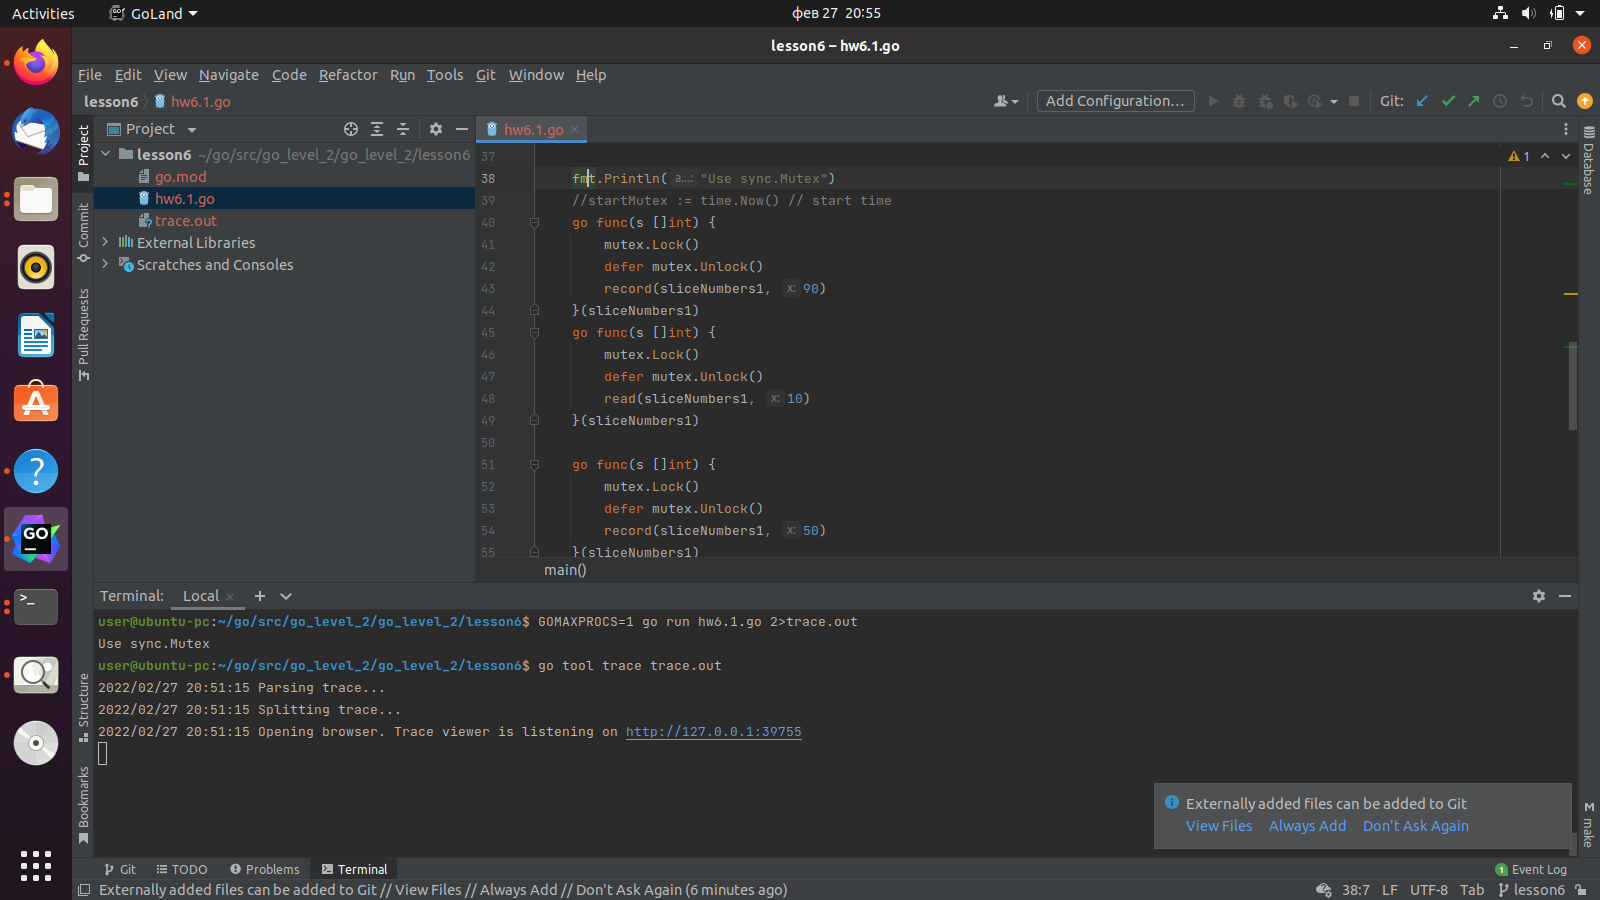 Activities GoLand фев 27 20:55
lesson6 – hw6.1.go
File Edit View Navigate Code Refactor Run Tools Git Window Help
lesson6 hw6.1.go Add Configuration... Git:
Project Project hw6.1.go
lesson6 ~/go/src/go_level_2/go_level_2/lesson6
go.mod
hw6.1.go
trace.out
External Libraries
Scratches and Consoles
Commit
Pull Requests
Structure
Bookmarks
Database
make
1
37
38 fmt.Println( a...: "Use sync.Mutex")
39 //startMutex := time.Now() // start time
40 go func(s []int) {
41 mutex.Lock()
42 defer mutex.Unlock()
43 record(sliceNumbers1, x: 90)
44 }(sliceNumbers1)
45 go func(s []int) {
46 mutex.Lock()
47 defer mutex.Unlock()
48 read(sliceNumbers1, x: 10)
49 }(sliceNumbers1)
50
51 go func(s []int) {
52 mutex.Lock()
53 defer mutex.Unlock()
54 record(sliceNumbers1, x: 50)
55 }(sliceNumbers1)
main()
Terminal: Local
user@ubuntu-pc:~/go/src/go_level_2/go_level_2/lesson6$ GOMAXPROCS=1 go run hw6.1.go 2>trace.out
Use sync.Mutex
user@ubuntu-pc:~/go/src/go_level_2/go_level_2/lesson6$ go tool trace trace.out
2022/02/27 20:51:15 Parsing trace...
2022/02/27 20:51:15 Splitting trace...
2022/02/27 20:51:15 Opening browser. Trace viewer is listening on http://127.0.0.1:39755
Externally added files can be added to Git
View Files Always Add Don't Ask Again
Git TODO Problems Terminal 1 Event Log
Externally added files can be added to Git // View Files // Always Add // Don't Ask Again (6 minutes ago) 38:7 LF UTF-8 Tab lesson6
GO